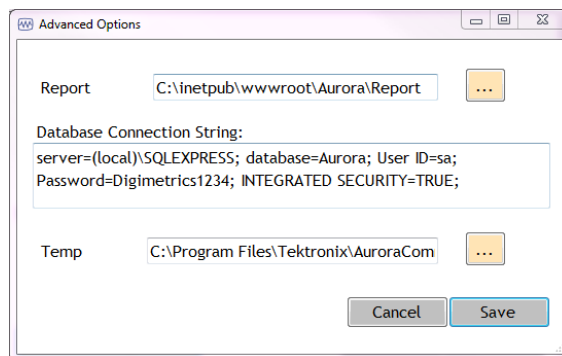 Advanced Options
Report C:\inetpub\wwwroot\Aurora\Report ...
Database Connection String:
server=(local)\SQLEXPRESS; database=Aurora; User ID=sa;
Password=Digimetrics1234; INTEGRATED SECURITY=TRUE;
Temp C:\Program Files\Tektronix\AuroraCom ...
Cancel Save